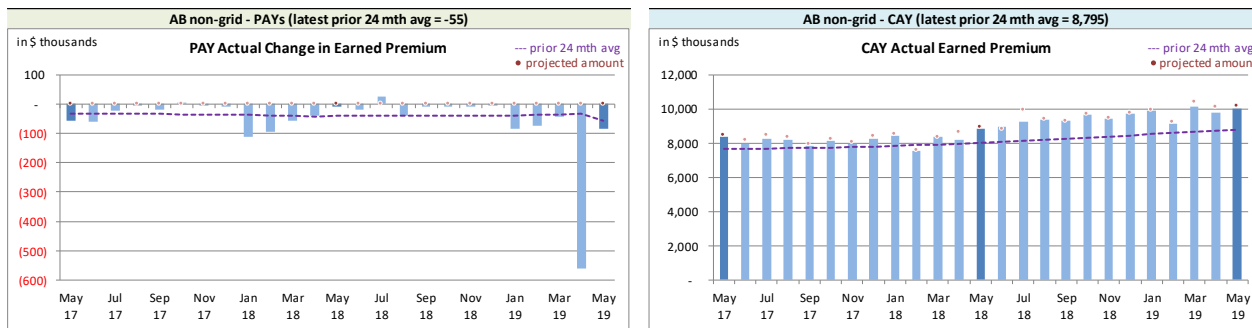 AB non-grid - PAYs (latest prior 24 mth avg = -55)
in $ thousands
PAY Actual Change in Earned Premium
--- prior 24 mth avg
• projected amount
100
-
(100)
(200)
(300)
(400)
(500)
(600)
May Jul Sep Nov Jan Mar May Jul Sep Nov Jan Mar May
17 17 17 17 18 18 18 18 18 18 19 19 19
AB non-grid - CAY (latest prior 24 mth avg = 8,795)
in $ thousands
CAY Actual Earned Premium
--- prior 24 mth avg
• projected amount
12,000
10,000
8,000
6,000
4,000
2,000
-
May Jul Sep Nov Jan Mar May Jul Sep Nov Jan Mar May
17 17 17 17 18 18 18 18 18 18 19 19 19